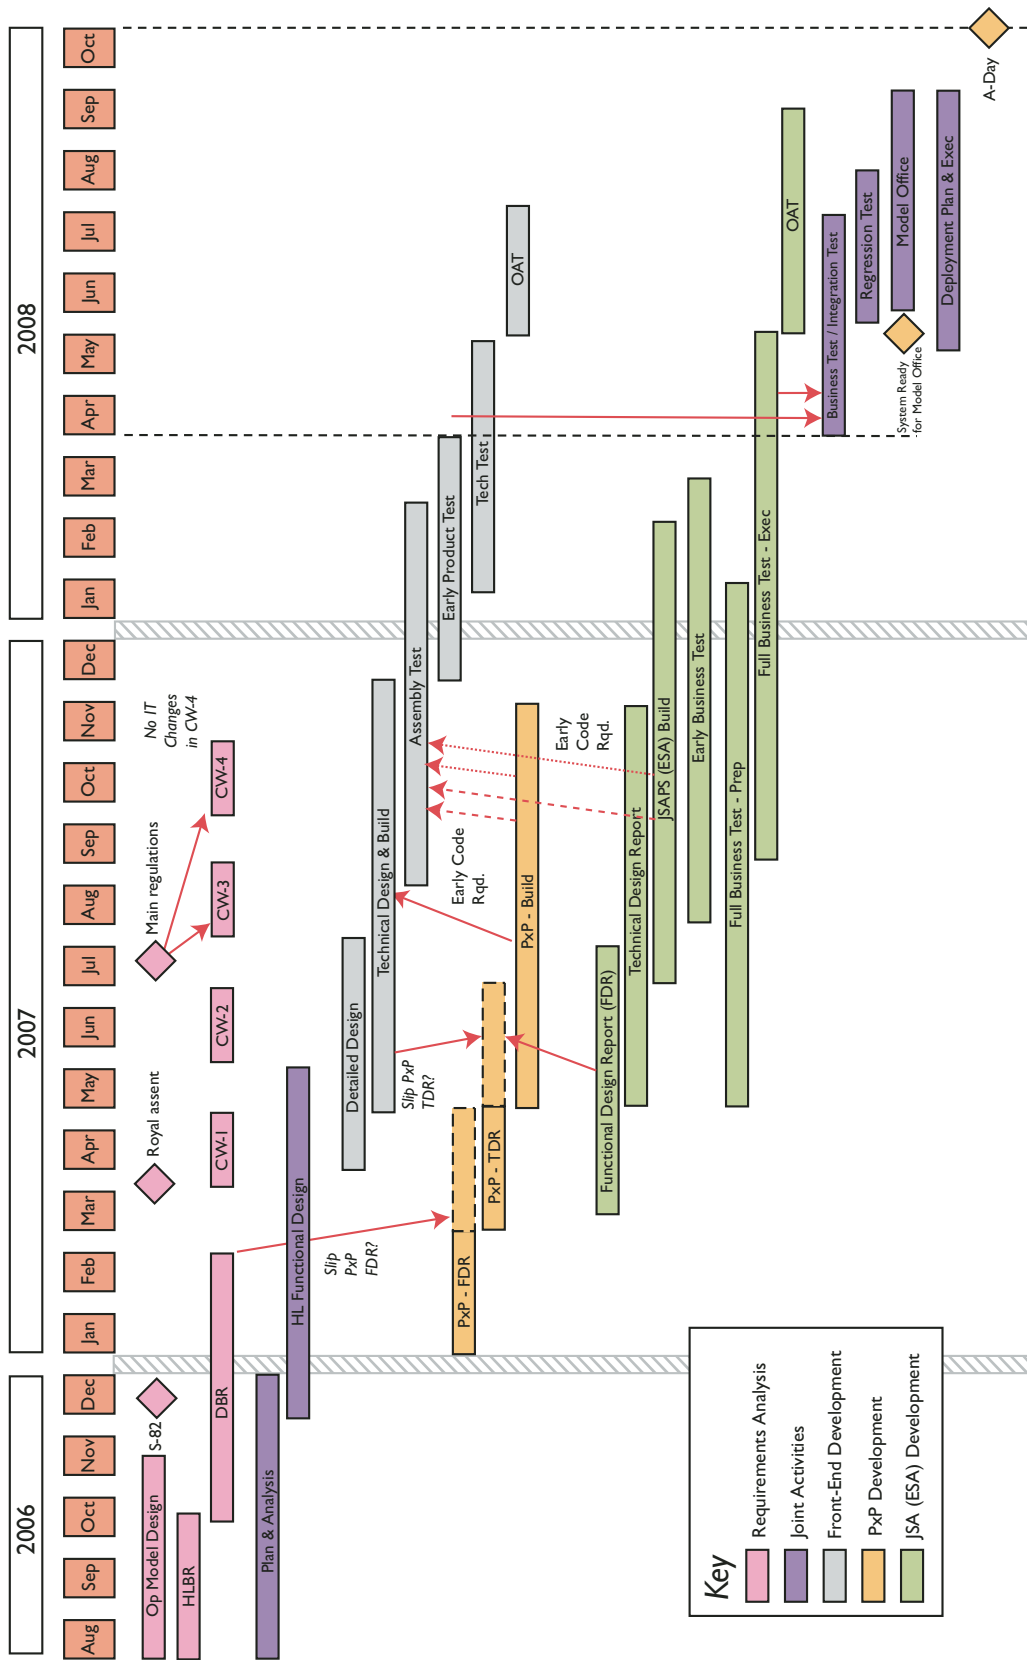 2006
2007
2008
Aug
Sep
Oct
Nov
Dec
Jan
Feb
Mar
Apr
May
Jun
Jul
Aug
Sep
Oct
Nov
Dec
Jan
Feb
Mar
Apr
May
Jun
Jul
Aug
Sep
Oct
Op Model Design
S-82
Royal assent
Main regulations
No IT
Changes
in CW-4
HLBR
DBR
CW-1
CW-2
CW-3
CW-4
Plan & Analysis
HL Functional Design
Slip
PxP
FDR?
Detailed Design
Technical Design & Build
Slip PxP
TDR?
Assembly Test
Early Code
Rqd.
Early Product Test
PxP - FDR
Tech Test
PxP - TDR
OAT
PxP - Build
Early
Code
Rqd.
Functional Design Report (FDR)
Technical Design Report
JSAPS (ESA) Build
Early Business Test
Full Business Test - Prep
Full Business Test - Exec
OAT
Business Test / Integration Test
Regression Test
System Ready
for Model Office
Model Office
Deployment Plan & Exec
A-Day
Key
Requirements Analysis
Joint Activities
Front-End Development
PxP Development
JSA (ESA) Development